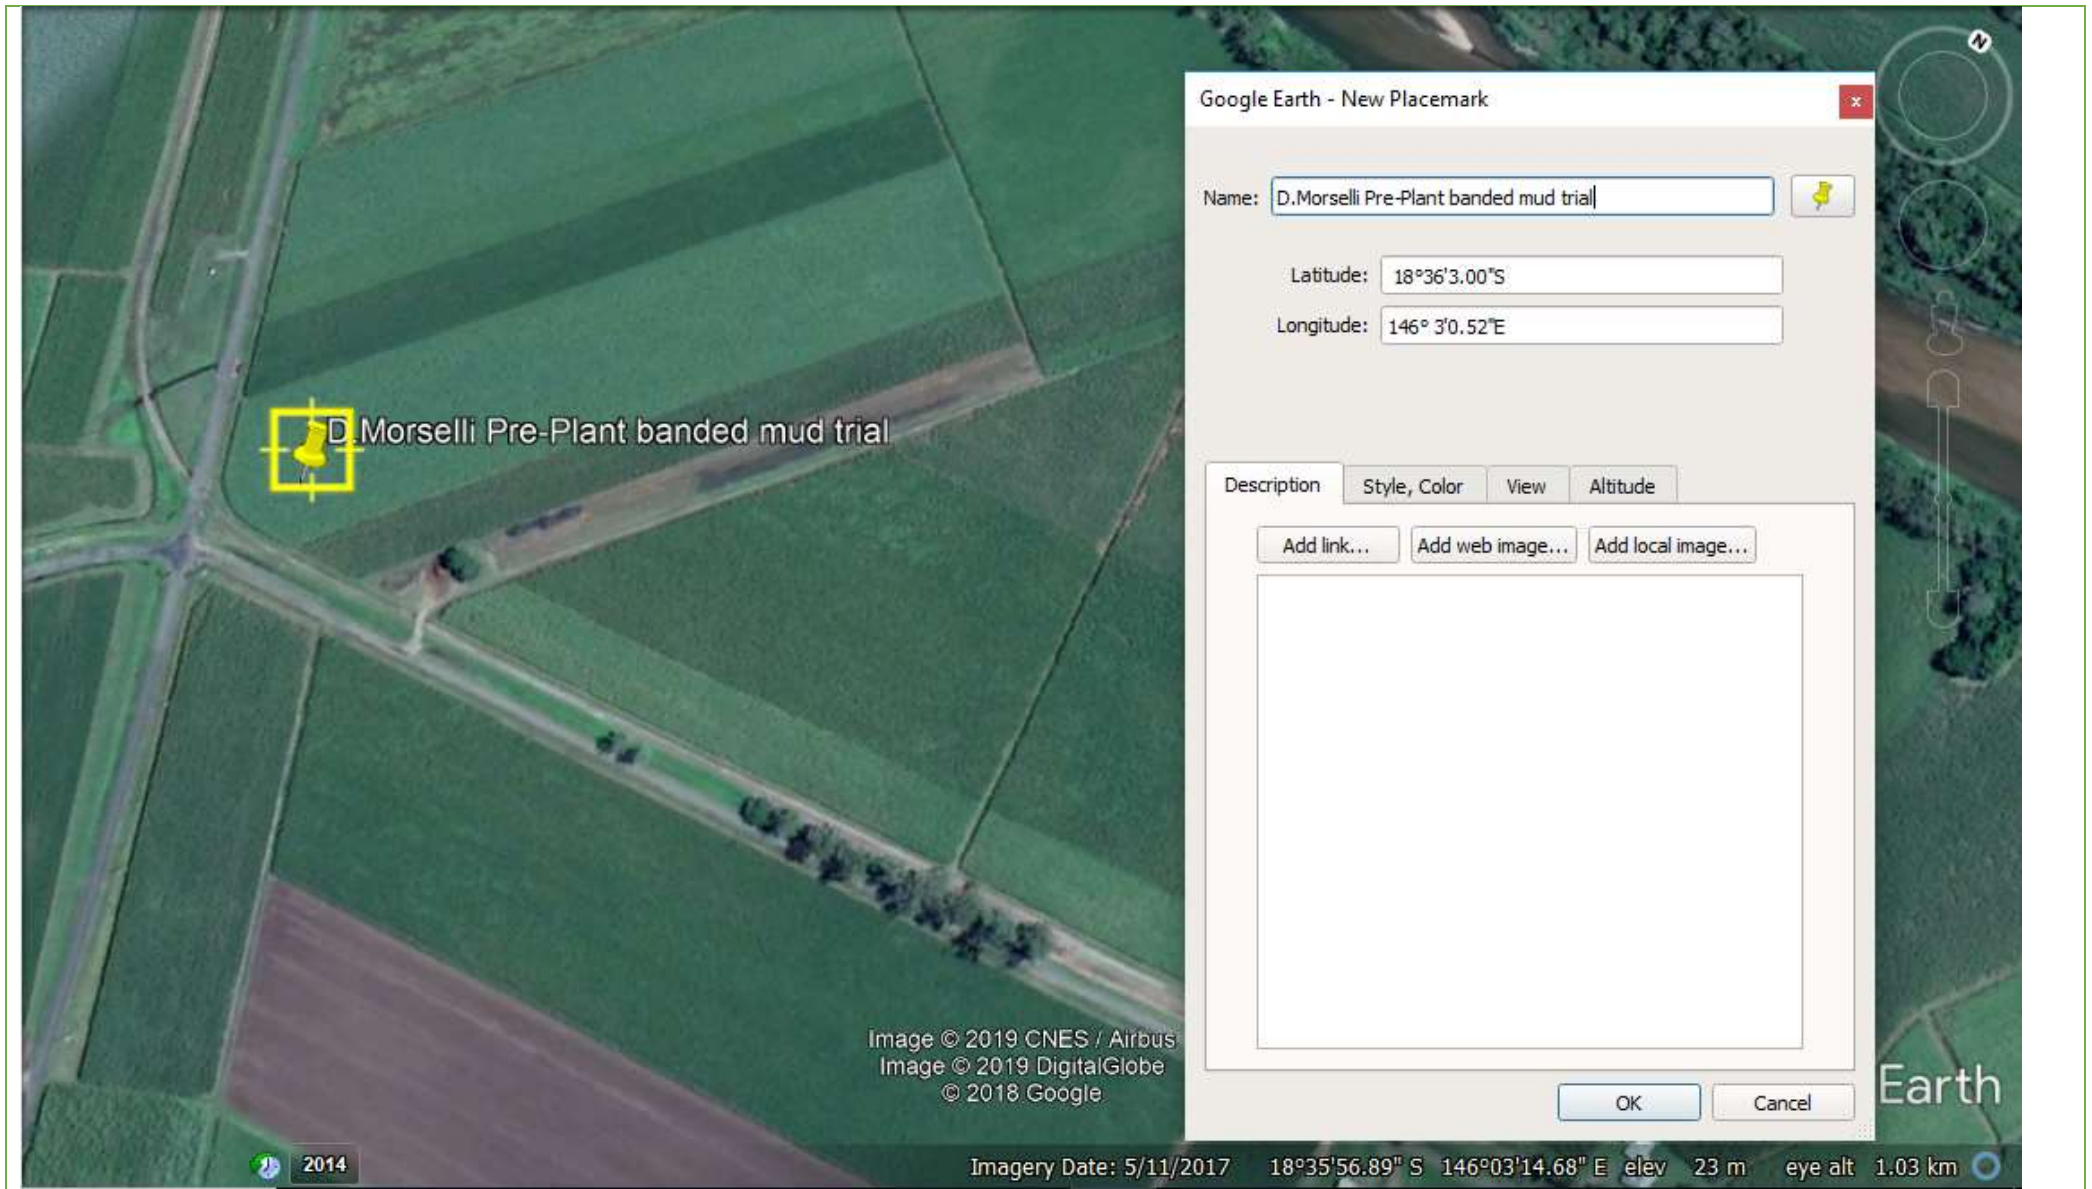 N
Google Earth - New Placemark
x
Name: D.Morselli Pre-Plant banded mud trial
Latitude: 18°36'3.00"S
Longitude: 146° 3'0.52"E
D.Morselli Pre-Plant banded mud trial
Description Style, Color View Altitude
Add link... Add web image... Add local image...
Image © 2019 CNES / Airbus
Image © 2019 DigitalGlobe
© 2018 Google
Earth
OK Cancel
2014
Imagery Date: 5/11/2017 18°35'56.89" S 146°03'14.68" E elev 23 m eye alt 1.03 km